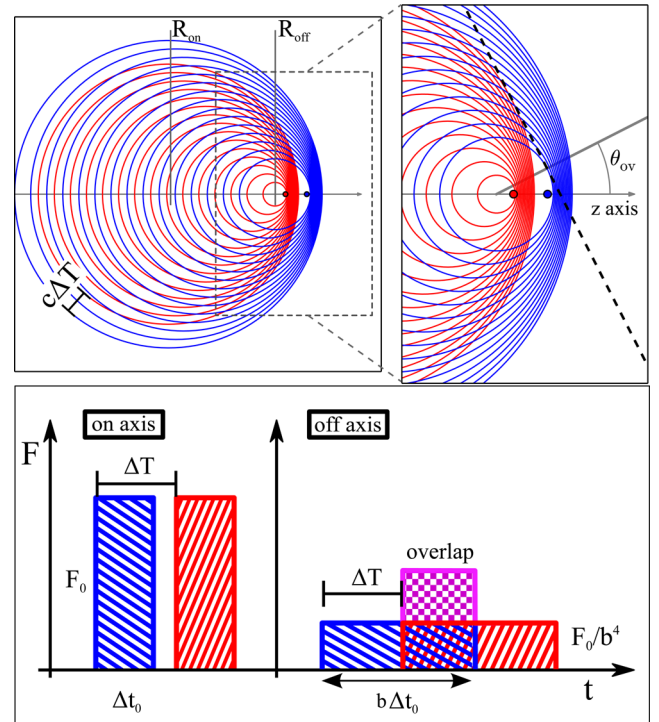 R_on R_off
θ_ov
z axis
cΔT
on axis off axis
F ΔT
overlap
ΔT
F_0
F_0/b^4
Δt_0 bΔt_0 t